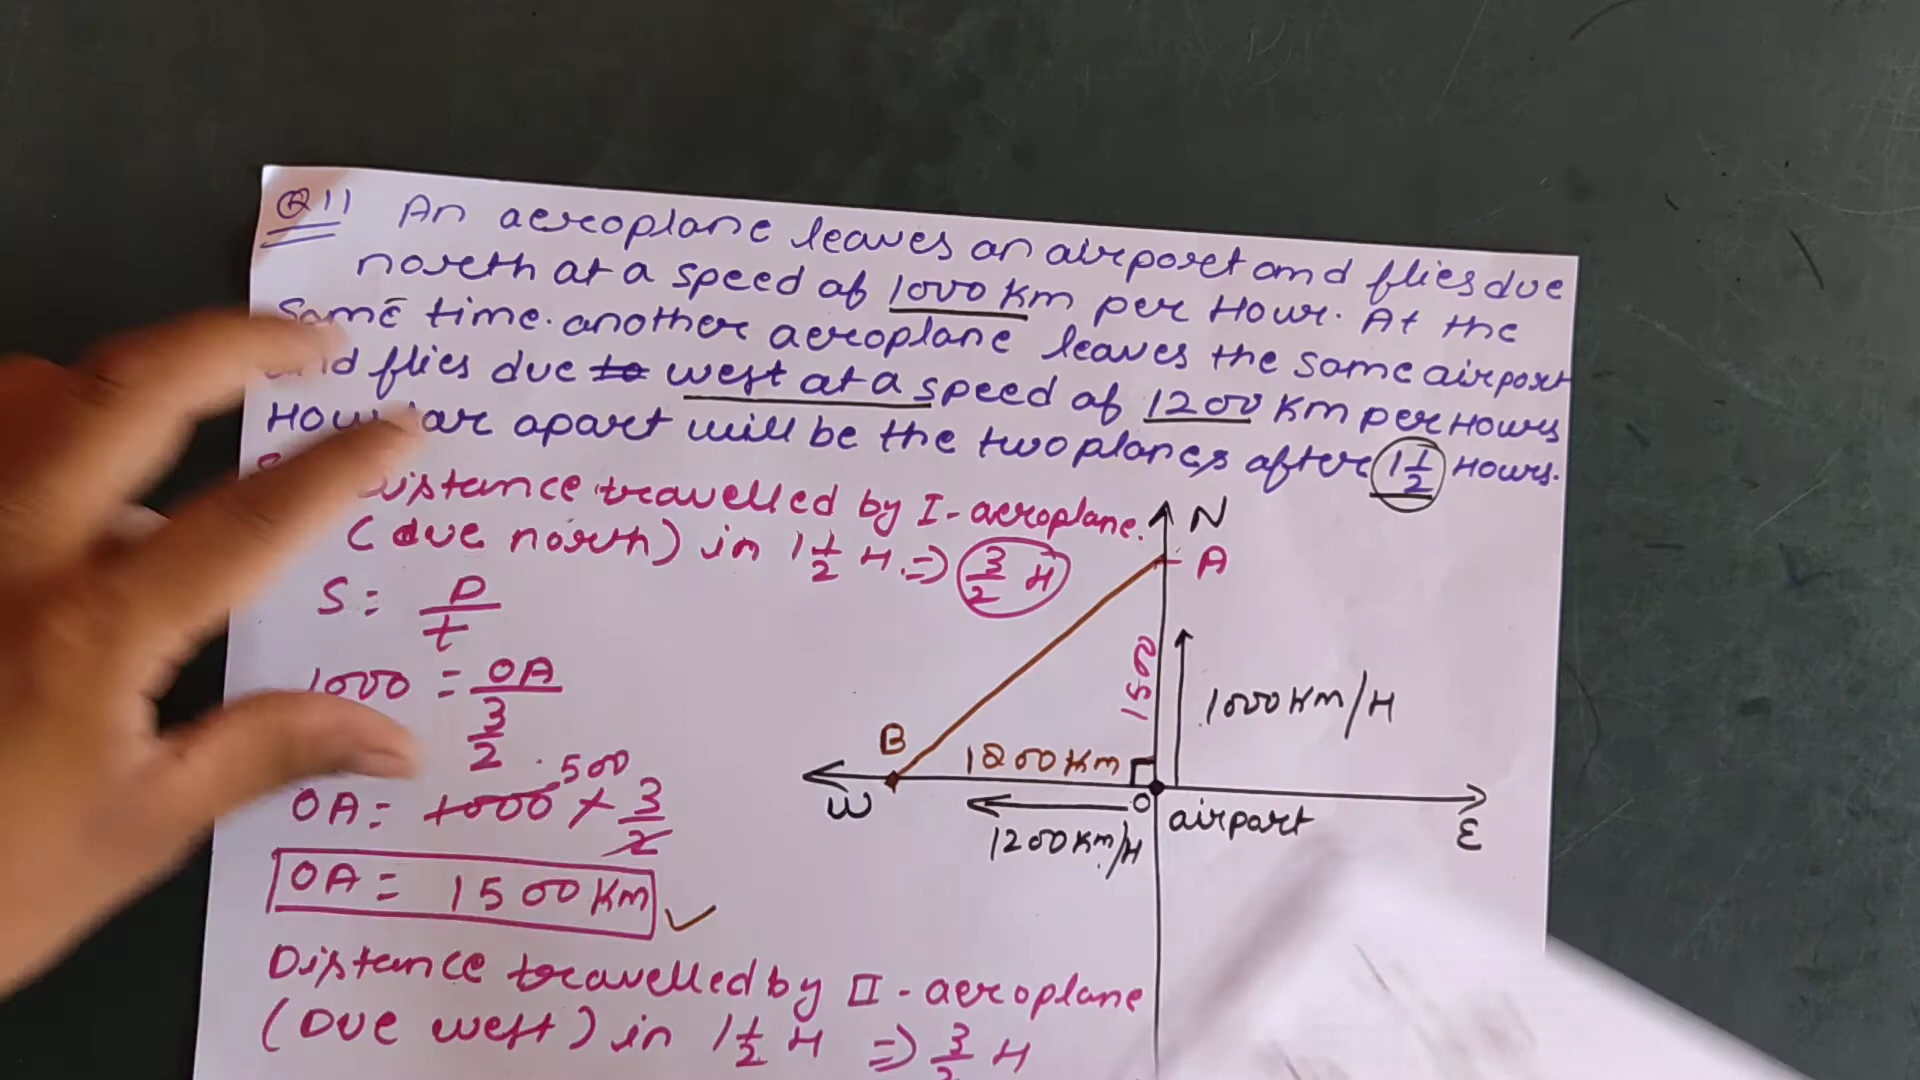 Q11 An aeroplane leaves an airport and flies due
north at a speed of 1000 Km per Hour. At the
same time. another aeroplane leaves the same airport
and flies due to west at a speed of 1200 Km per Hours
How far apart will be the two planes after 1 1/2 Hours.
Distance travelled by I-aeroplane.
(due north) in 1 1/2 H. => 3/2 H
S = D/t
1000 = OA / 3/2
OA = 1000 × 3/2
500
OA = 1500 Km ✓
Distance travelled by II - aeroplane
(Due west) in 1 1/2 H => 3/2 H
N
A
1500
1000 Km/H
B
1800 Km
W
O
airpart
E
1200 Km/H